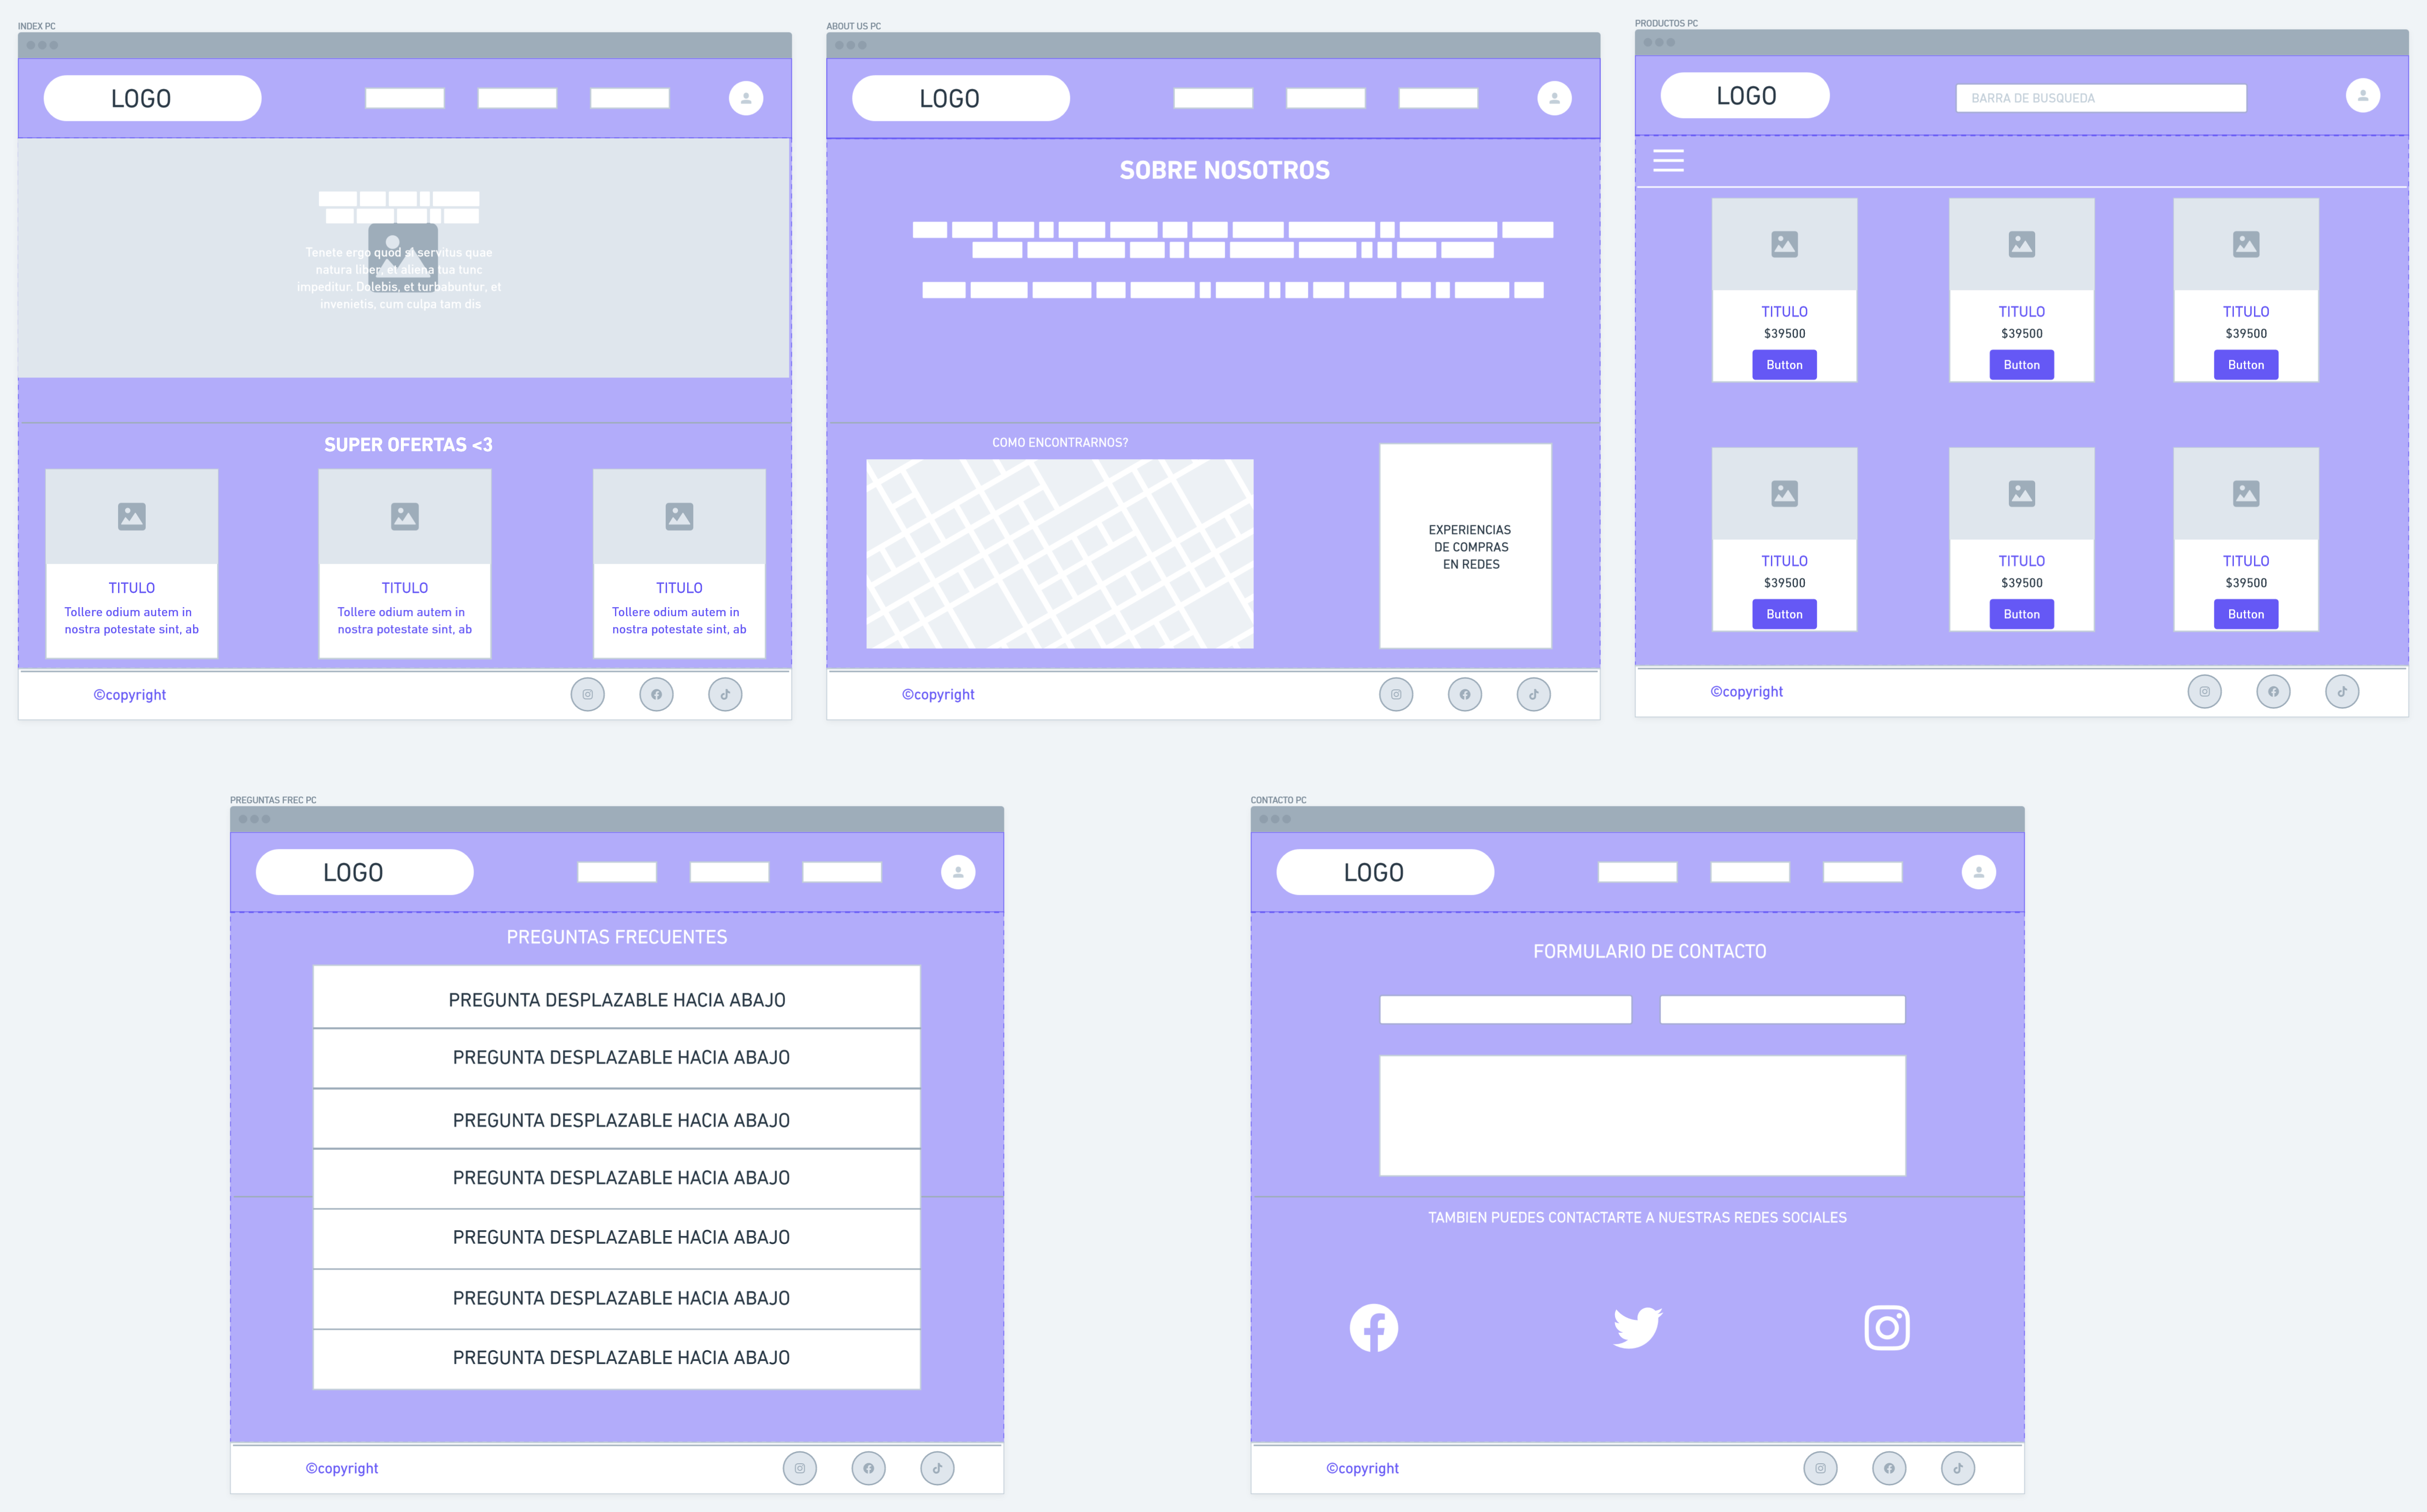 INDEX PC
LOGO
Tenete ergo quod si servitus quae
natura liber, et aliena tua tunc
impeditur. Dolebis, et turbabuntur, et
invenietis, cum culpa tam dis
SUPER OFERTAS <3
TITULO
Tollere odium autem in
nostra potestate sint, ab
TITULO
Tollere odium autem in
nostra potestate sint, ab
TITULO
Tollere odium autem in
nostra potestate sint, ab
©copyright
ABOUT US PC
LOGO
SOBRE NOSOTROS
COMO ENCONTRARNOS?
EXPERIENCIAS
DE COMPRAS
EN REDES
©copyright
PRODUCTOS PC
LOGO
BARRA DE BUSQUEDA
TITULO
$39500
Button
TITULO
$39500
Button
TITULO
$39500
Button
TITULO
$39500
Button
TITULO
$39500
Button
TITULO
$39500
Button
©copyright
PREGUNTAS FREC PC
LOGO
PREGUNTAS FRECUENTES
PREGUNTA DESPLAZABLE HACIA ABAJO
PREGUNTA DESPLAZABLE HACIA ABAJO
PREGUNTA DESPLAZABLE HACIA ABAJO
PREGUNTA DESPLAZABLE HACIA ABAJO
PREGUNTA DESPLAZABLE HACIA ABAJO
PREGUNTA DESPLAZABLE HACIA ABAJO
PREGUNTA DESPLAZABLE HACIA ABAJO
©copyright
CONTACTO PC
LOGO
FORMULARIO DE CONTACTO
TAMBIEN PUEDES CONTACTARTE A NUESTRAS REDES SOCIALES
©copyright